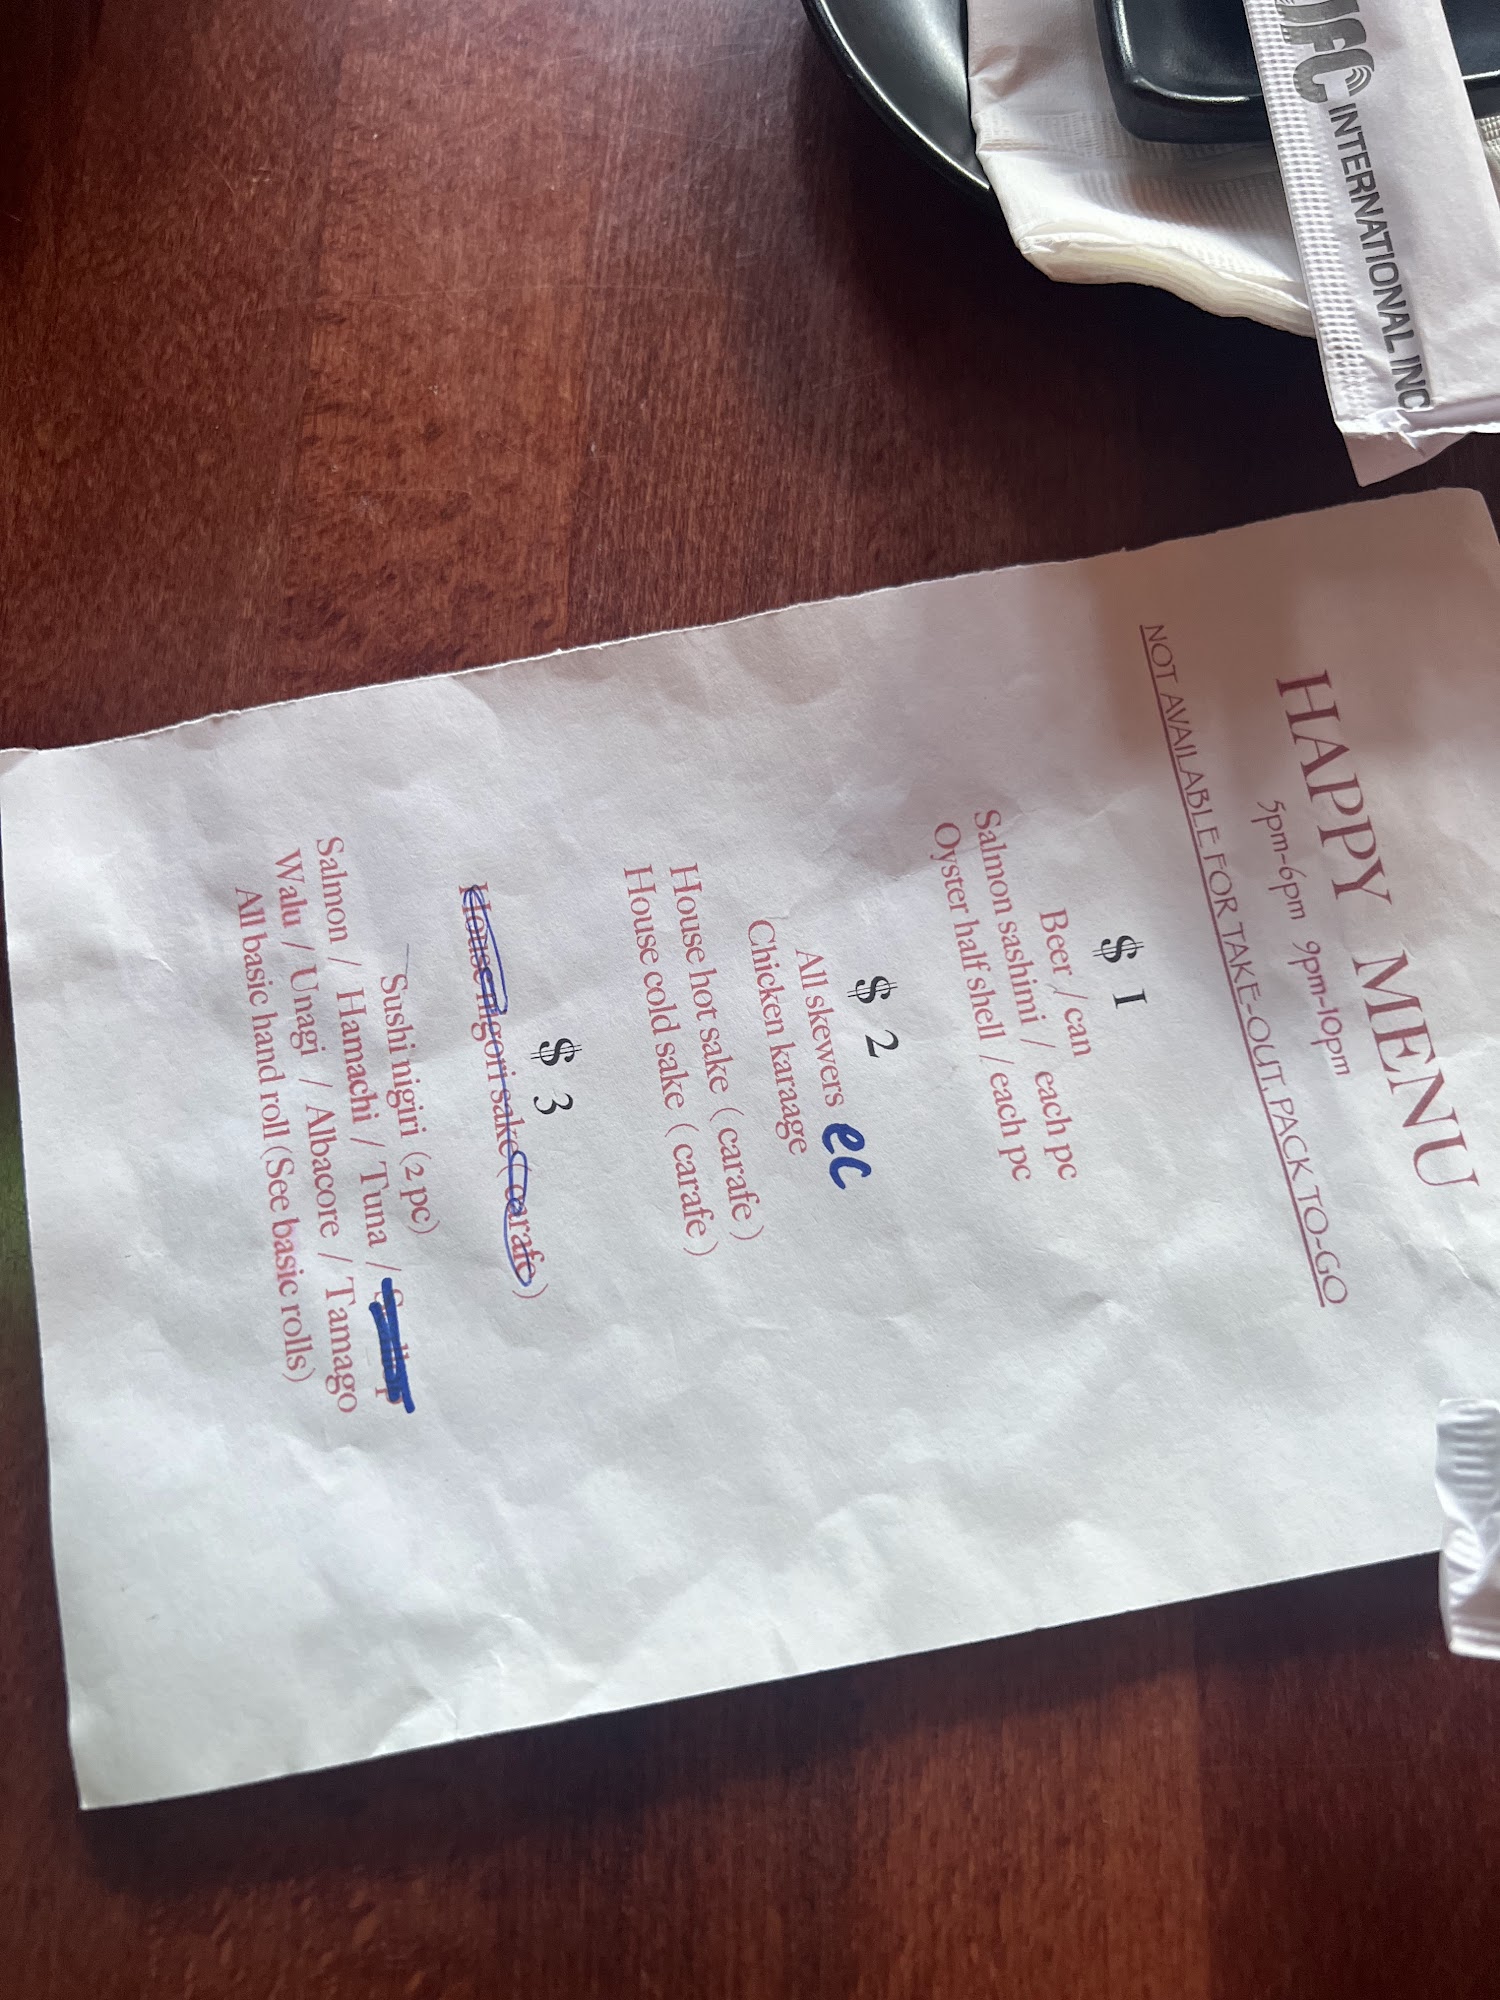 JFC INTERNATIONAL INC
HAPPY MENU
5pm-6pm 9pm-10pm
NOT AVAILABLE FOR TAKE-OUT, PACK TO-GO
$ 1
Beer / can
Salmon sashimi / each pc
Oyster half shell / each pc
$ 2
All skewers ec
Chicken karaage
House hot sake ( carafe )
House cold sake ( carafe )
$ 3
House nigori sake ( carafe )
Sushi nigiri (2 pc)
Salmon / Hamachi / Tuna /
Walu / Unagi / Albacore / Tamago
All basic hand roll (See basic rolls)